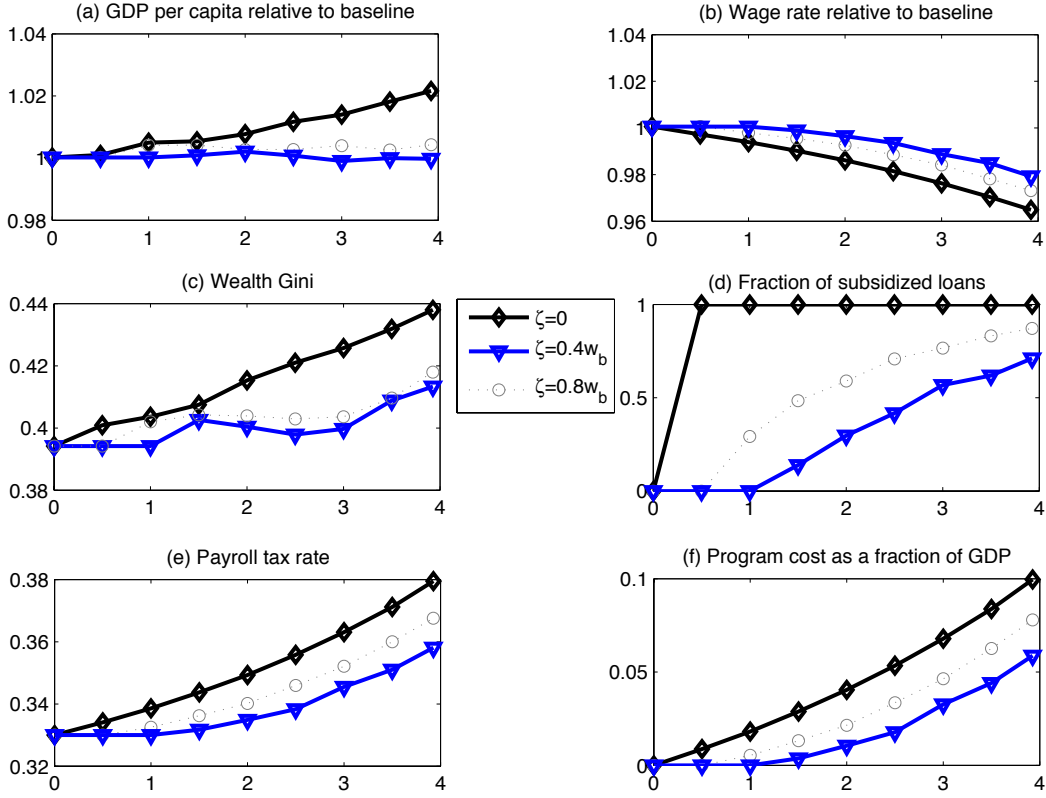 (a) GDP per capita relative to baseline
1.04
1.02
1
0.98
0 1 2 3 4
(b) Wage rate relative to baseline
1.04
1.02
1
0.98
0.96
0 1 2 3 4
(c) Wealth Gini
0.44
0.42
0.4
0.38
0 1 2 3 4
ζ=0
ζ=0.4w_b
ζ=0.8w_b
(d) Fraction of subsidized loans
1
0.5
0
0 1 2 3 4
(e) Payroll tax rate
0.38
0.36
0.34
0.32
0 1 2 3 4
(f) Program cost as a fraction of GDP
0.1
0.05
0
0 1 2 3 4